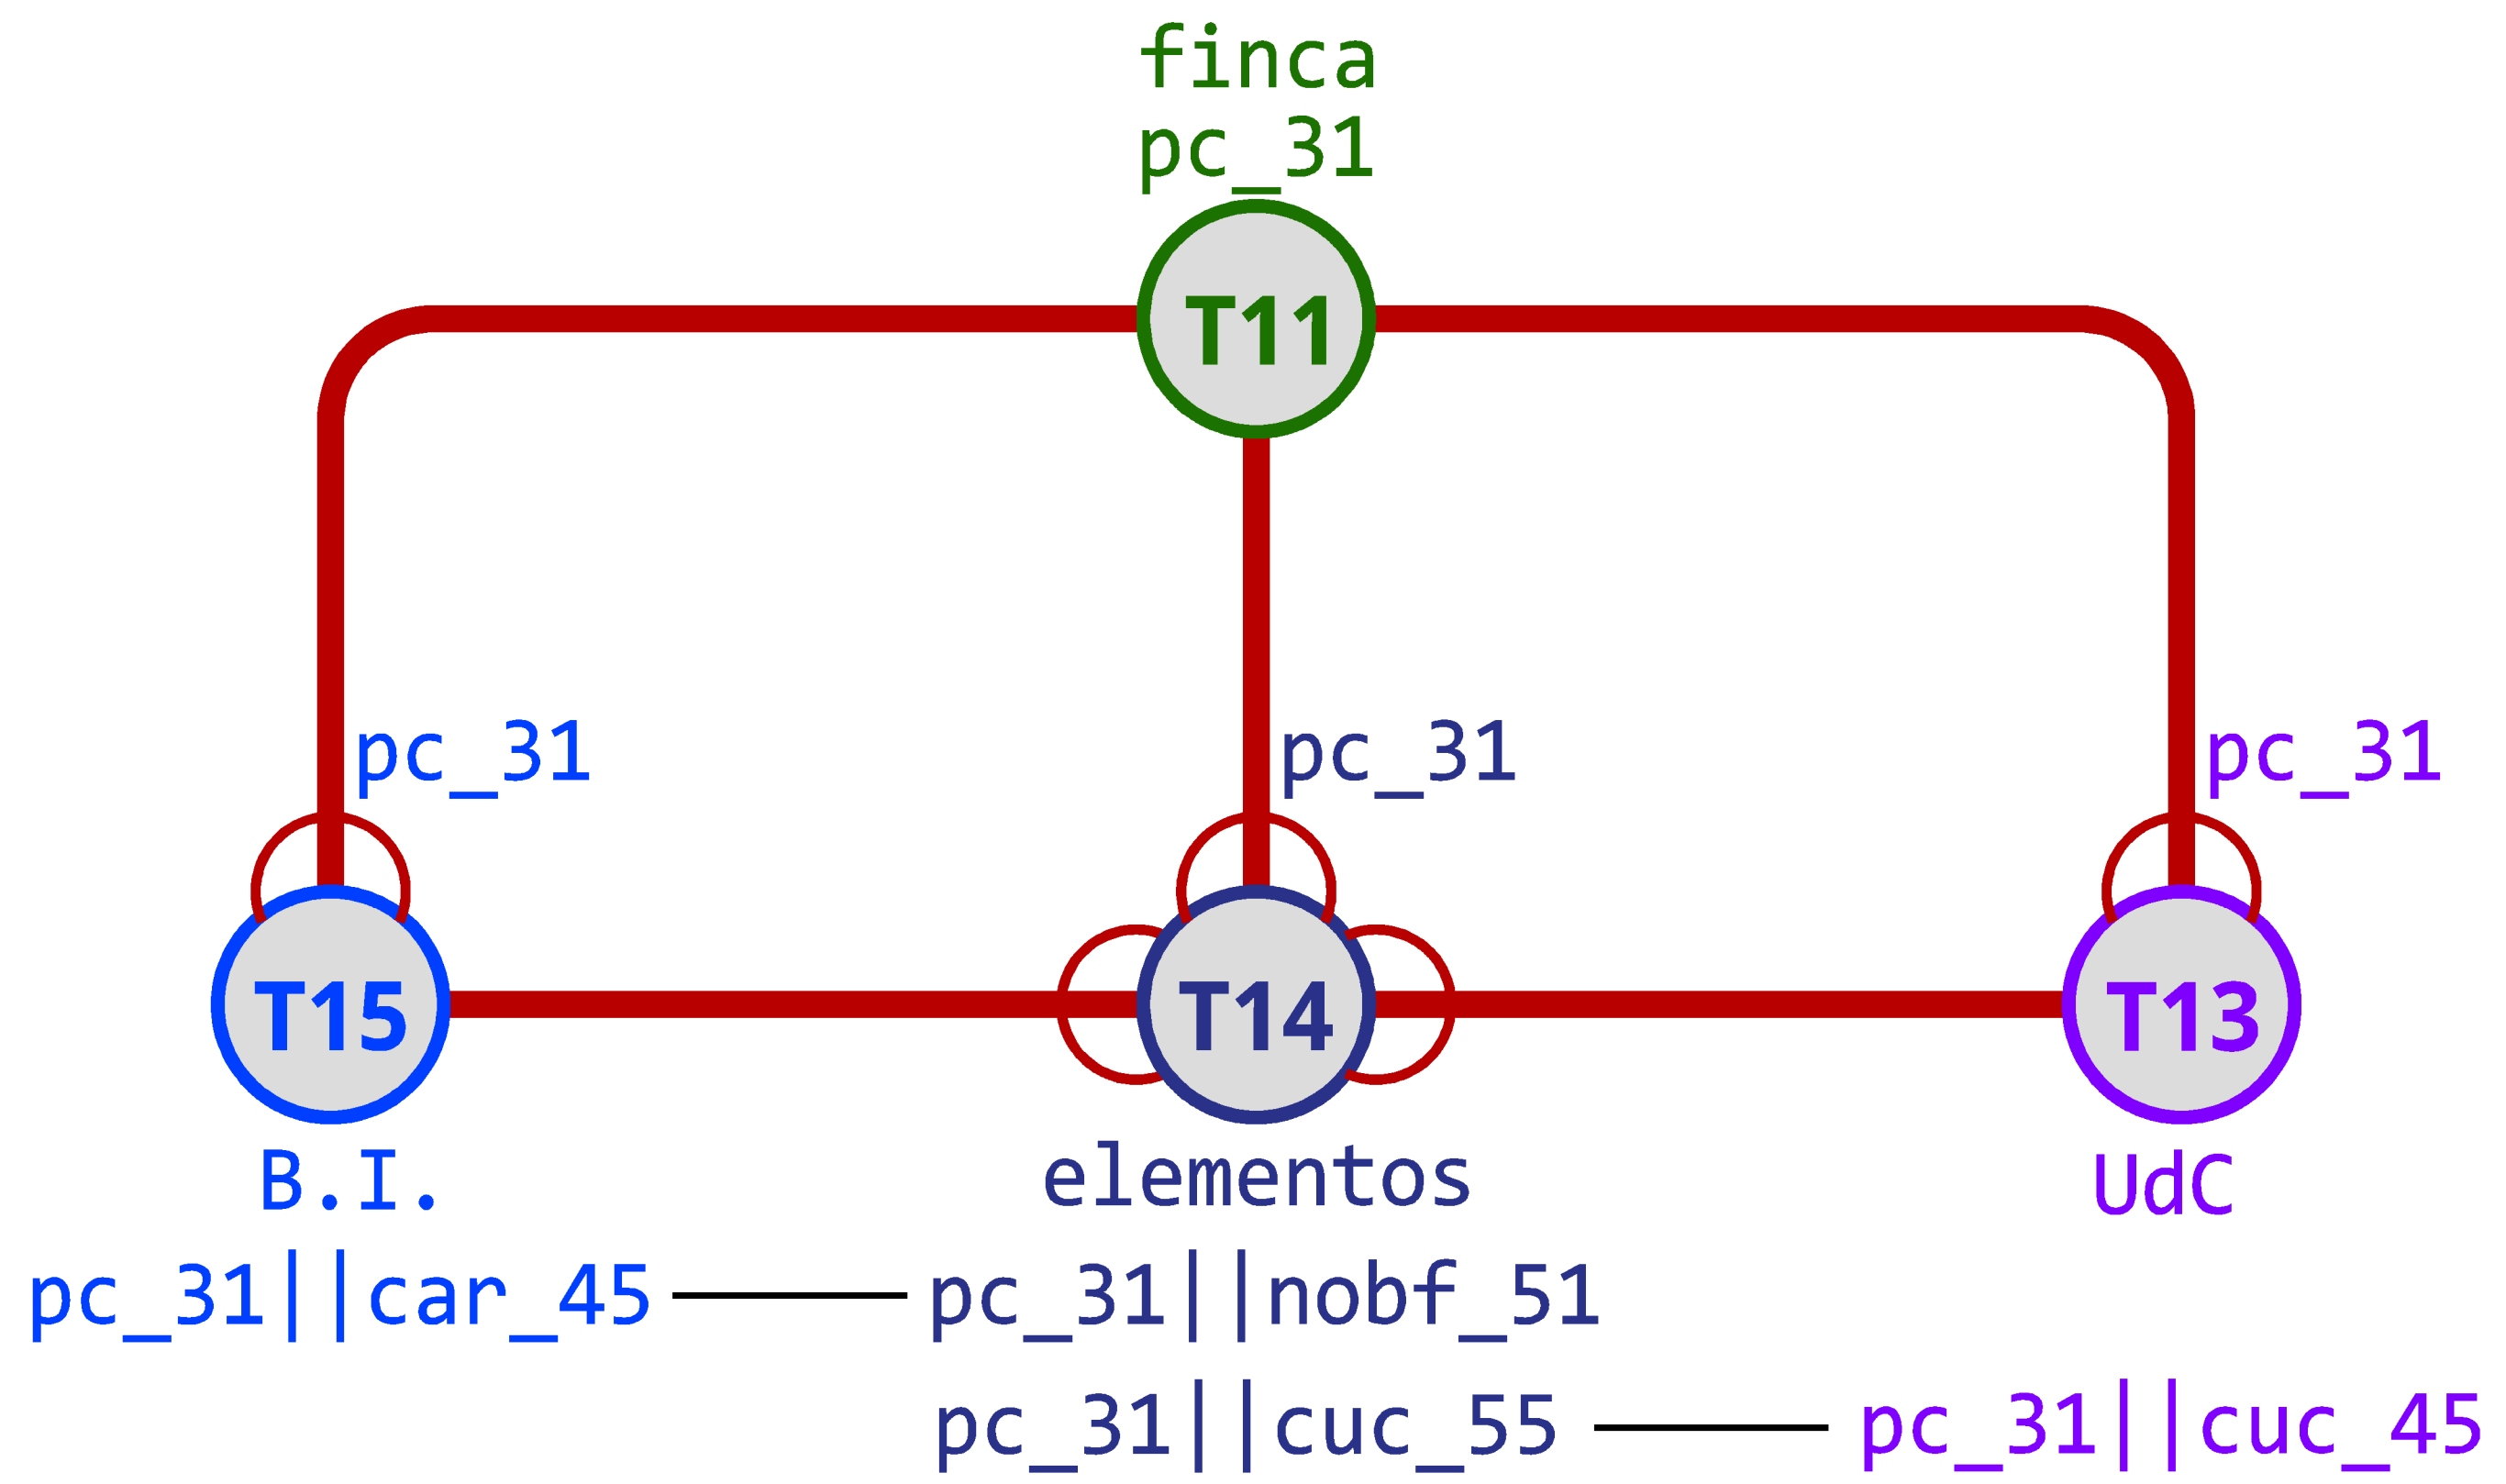 finca
pc_31
T11
pc_31
pc_31
pc_31
T15
T14
T13
B.I.
elementos
UdC
pc_31||car_45
pc_31||nobf_51
pc_31||cuc_55
pc_31||cuc_45